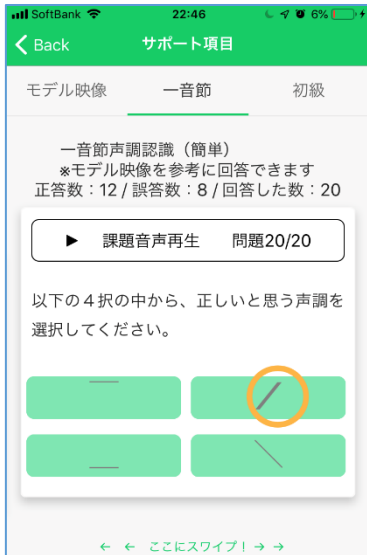 SoftBank 22:46 6%
Back サポート項目
モデル映像 一音節 初級
一音節声調認識（簡単）
※モデル映像を参考に回答できます
正答数：12 / 誤答数：8 / 回答した数：20
▶ 課題音声再生 問題20/20
以下の４択の中から、正しいと思う声調を
選択してください。
← ← ここにスワイプ！→ →